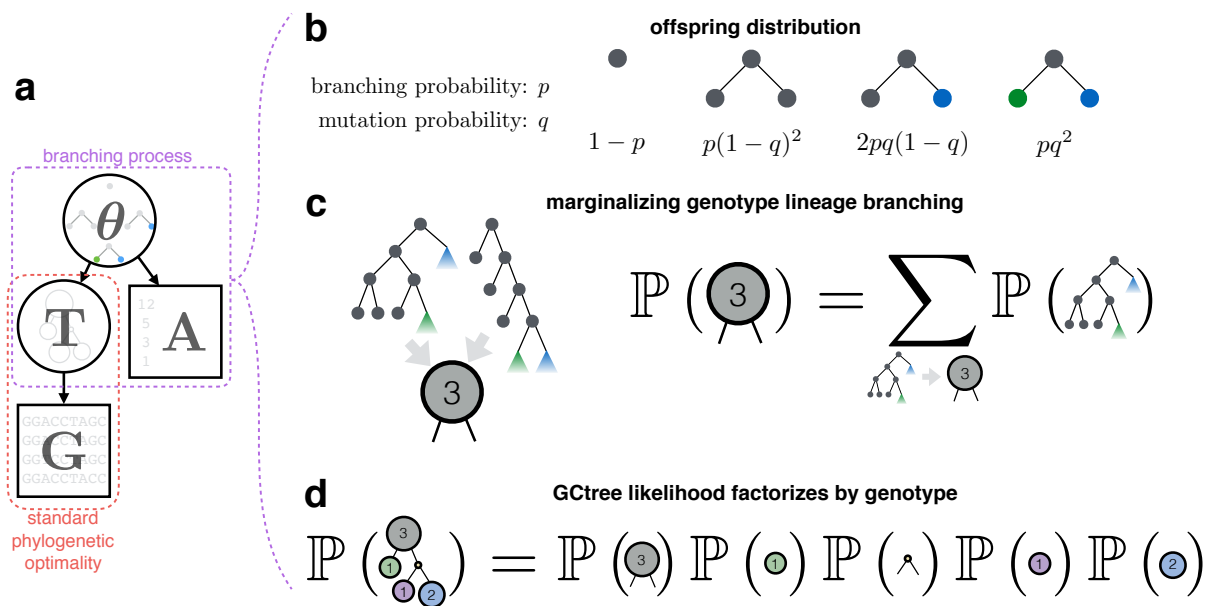 a
branching process
θ
T
12
5
3
1
A
GGACCTAGC
GGACCTAGC
GGTCCTAGC
GGACCTACC
G
standard
phylogenetic
optimality
b
offspring distribution
branching probability: p
mutation probability: q
1 − p
p(1 − q)²
2pq(1 − q)
pq²
c
marginalizing genotype lineage branching
3
ℙ ( 3 ) = ∑ ℙ ( )
3
d
GCtree likelihood factorizes by genotype
ℙ ( 3 1 1 2 ) = ℙ ( 3 ) ℙ ( 1 ) ℙ ( ) ℙ ( 1 ) ℙ ( 2 )